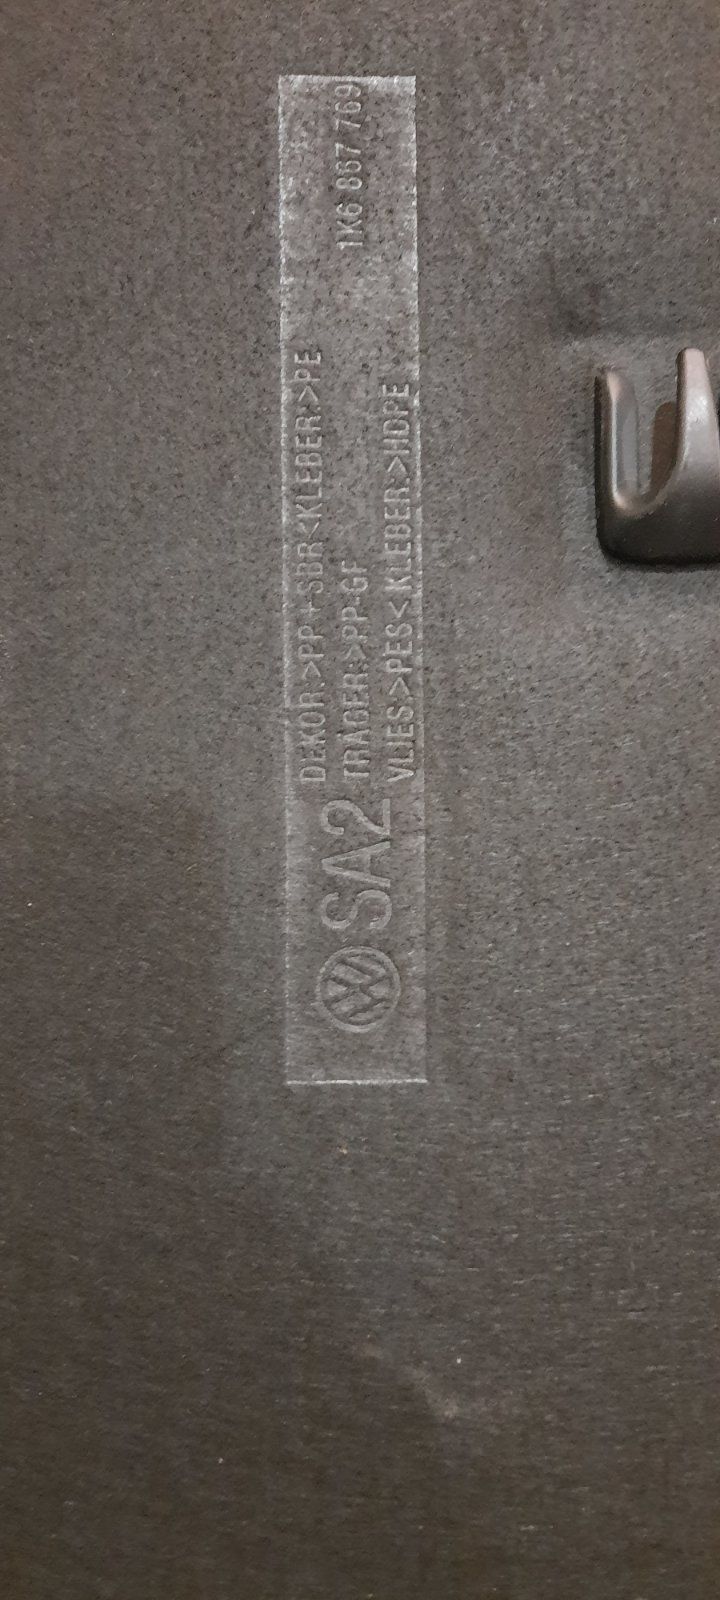 SA2
DEKOR:>PP+SBR<KLEBER:>PE
TRÄGER:>PP-GF
1K6 867 769
VLIES:>PES<KLEBER:>HDPE